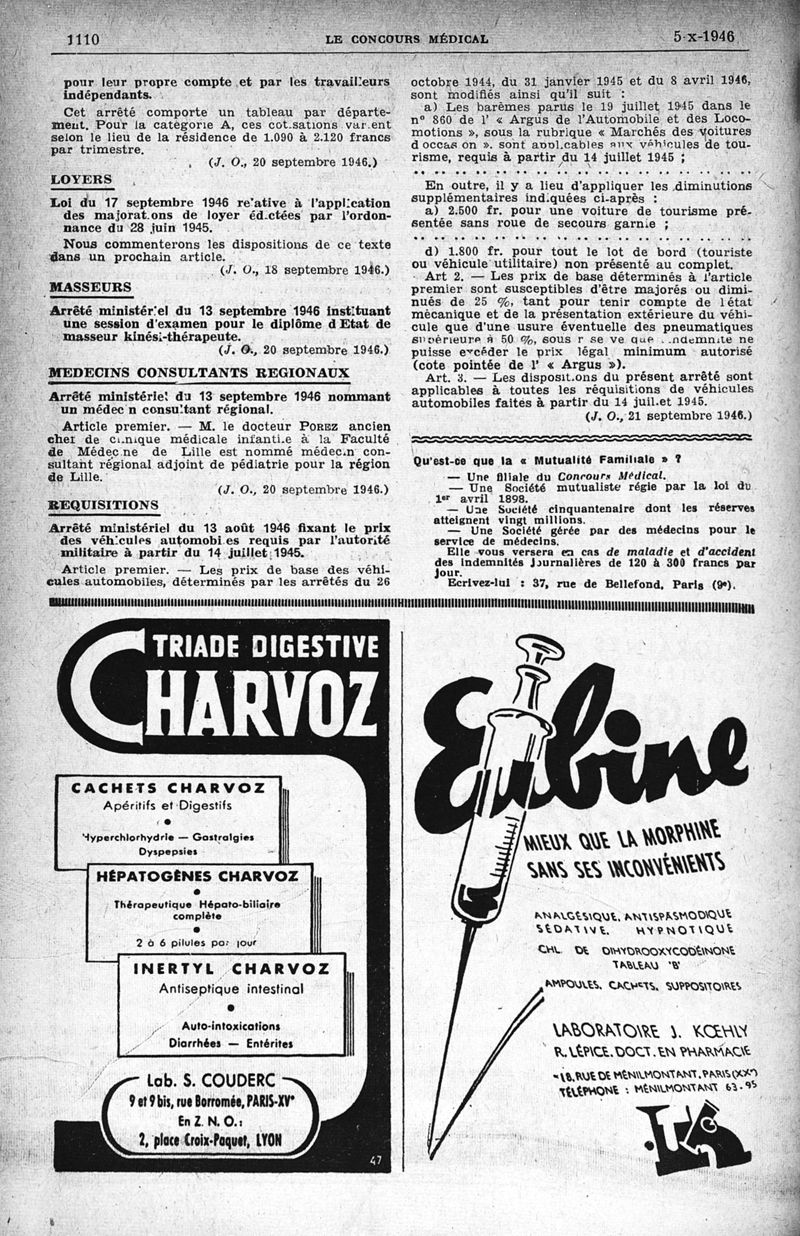 1110
LE CONCOURS MÉDICAL
5-x-1946
pour leur propre compte et par les travailleurs
indépendants.
Cet arrêté comporte un tableau par départe-
ment. Pour la catégorie A, ces cotisations varient
selon le lieu de la résidence de 1.090 à 2.120 francs
par trimestre.
(J. O., 20 septembre 1946.)
LOYERS
Loi du 17 septembre 1946 relative à l'application
des majorations de loyer édictées par l'ordon-
nance du 28 juin 1945.
Nous commenterons les dispositions de ce texte
dans un prochain article.
(J. O., 18 septembre 1946.)
MASSEURS
Arrêté ministériel du 13 septembre 1946 instituant
une session d'examen pour le diplôme d'Etat de
masseur kinési-thérapeute.
(J. O., 20 septembre 1946.)
MEDECINS CONSULTANTS REGIONAUX
Arrêté ministériel du 13 septembre 1946 nommant
un médecin consultant régional.
Article premier. — M. le docteur POREZ ancien
chef de clinique médicale infantile à la Faculté
de Médecine de Lille est nommé médecin con-
sultant régional adjoint de pédiatrie pour la région
de Lille.
(J. O., 20 septembre 1946.)
REQUISITIONS
Arrêté ministériel du 13 août 1946 fixant le prix
des véhicules automobiles requis par l'autorité
militaire à partir du 14 juillet 1945.
Article premier. — Les prix de base des véhi-
cules automobiles, déterminés par les arrêtés du 26
octobre 1944, du 31 janvier 1945 et du 8 avril 1946,
sont modifiés ainsi qu'il suit :
a) Les barèmes parus le 19 juillet 1945 dans le
n° 860 de l' « Argus de l'Automobile et des Loco-
motions », sous la rubrique « Marchés des voitures
d'occasion », sont applicables aux véhicules de tou-
risme, requis à partir du 14 juillet 1945 ;
En outre, il y a lieu d'appliquer les diminutions
supplémentaires indiquées ci-après :
a) 2.500 fr. pour une voiture de tourisme pré-
sentée sans roue de secours garnie ;
d) 1.800 fr. pour tout le lot de bord (touriste
ou véhicule utilitaire) non présenté au complet.
Art 2. — Les prix de base déterminés à l'article
premier sont susceptibles d'être majorés ou dimi-
nués de 25 %, tant pour tenir compte de l'état
mécanique et de la présentation extérieure du véhi-
cule que d'une usure éventuelle des pneumatiques
supérieure à 50 %, sous réserve que l'indemnité ne
puisse excéder le prix légal minimum autorisé
(cote pointée de l' « Argus »).
Art. 3. — Les dispositions du présent arrêté sont
applicables à toutes les réquisitions de véhicules
automobiles faites à partir du 14 juillet 1945.
(J. O., 21 septembre 1946.)
Qu'est-ce que la « Mutualité Familiale » ?
— Une filiale du Concours Médical.
— Une Société mutualiste régie par la loi du
1er avril 1898.
— Une Société cinquantenaire dont les réserves
atteignent vingt millions.
— Une Société gérée par des médecins pour le
service de médecins.
Elle vous versera en cas de maladie et d'accident
des indemnités journalières de 120 à 300 francs par
jour.
Ecrivez-lui : 37, rue de Bellefond, Paris (9e).
TRIADE DIGESTIVE
CHARVOZ
CACHETS CHARVOZ
Apéritifs et Digestifs
Hyperchlorhydrie — Gastralgies
Dyspepsies
HÉPATOGÈNES CHARVOZ
Thérapeutique Hépato-biliaire
complète
2 à 6 pilules par jour
INERTYL CHARVOZ
Antiseptique intestinal
Auto-intoxications
Diarrhées — Entérites
Lab. S. COUDERC
9 et 9 bis, rue Borromée, PARIS-XVe
En Z. N. O. :
2, place Croix-Paquet, LYON
47
Eubine
MIEUX QUE LA MORPHINE
SANS SES INCONVÉNIENTS
ANALGÉSIQUE, ANTISPASMODIQUE
SÉDATIVE, HYPNOTIQUE
CHL. DE DIHYDROOXYCODÉINONE
TABLEAU 'B'
AMPOULES, CACHETS, SUPPOSITOIRES
LABORATOIRE J. KŒHLY
R. LÉPICE. DOCT. EN PHARMACIE
18, RUE DE MÉNILMONTANT, PARIS (XXe)
TÉLÉPHONE : MÉNILMONTANT 63-95